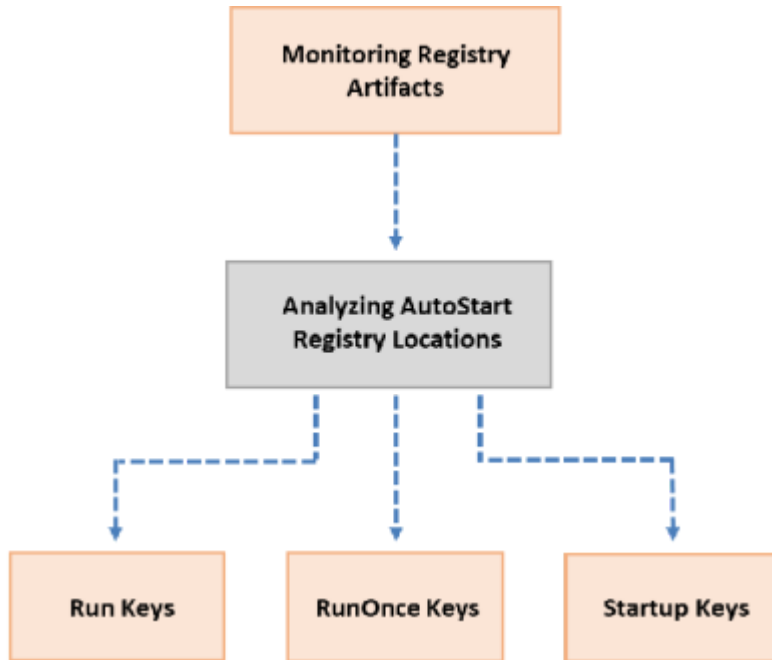 Monitoring Registry
Artifacts
Analyzing AutoStart
Registry Locations
Run Keys
RunOnce Keys
Startup Keys